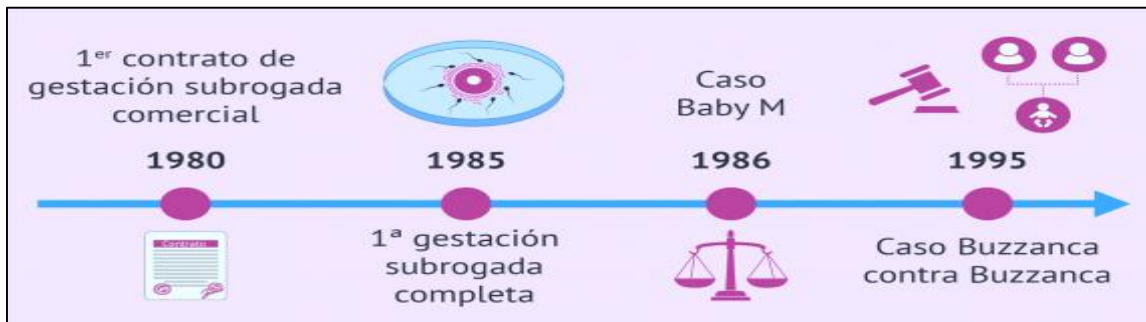 1er contrato de
gestación subrogada
comercial
1980
Contrato
1985
1ª gestación
subrogada
completa
Caso
Baby M
1986
1995
Caso Buzzanca
contra Buzzanca